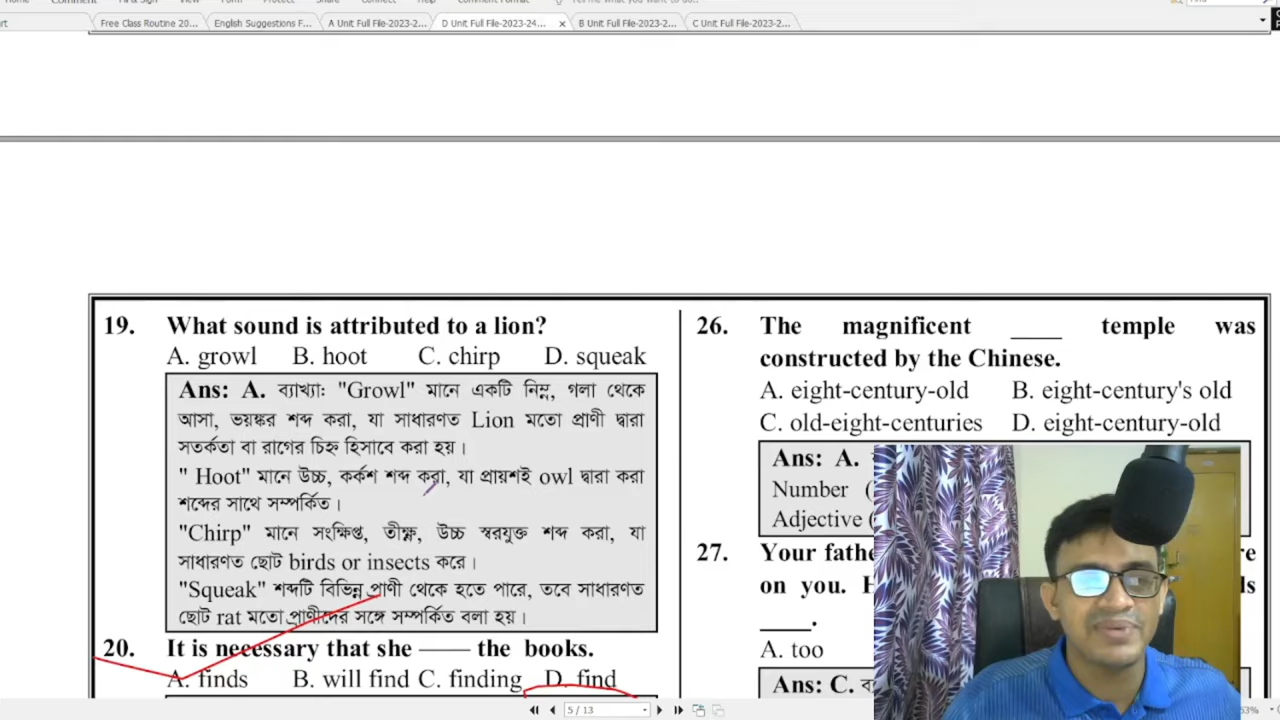 Free Class Routine 20...
English Suggestions F...
A Unit Full File-2023-2...
D Unit Full File-2023-24...
B Unit Full File-2023-2...
C Unit Full File-2023-2...
19. What sound is attributed to a lion?
A. growl B. hoot C. chirp D. squeak
Ans: A. ব্যাখ্যাঃ "Growl" মানে একটি নিম্ন, গলা থেকে
আসা, ভয়ঙ্কর শব্দ করা, যা সাধারণত Lion মতো প্রাণী দ্বারা
সতর্কতা বা রাগের চিহ্ন হিসাবে করা হয়।
" Hoot" মানে উচ্চ, কর্কশ শব্দ করা, যা প্রায়শই owl দ্বারা করা
শব্দের সাথে সম্পর্কিত।
"Chirp" মানে সংক্ষিপ্ত, তীক্ষ্ণ, উচ্চ স্বরযুক্ত শব্দ করা, যা
সাধারণত ছোট birds or insects করে।
"Squeak" শব্দটি বিভিন্ন প্রাণী থেকে হতে পারে, তবে সাধারণত
ছোট rat মতো প্রাণীদের সঙ্গে সম্পর্কিত বলা হয়।
20. It is necessary that she —— the books.
A. finds B. will find C. finding D. find
26. The magnificent ____ temple was
constructed by the Chinese.
A. eight-century-old B. eight-century's old
C. old-eight-centuries D. eight-century-old
Ans: A.
Number (
Adjective (
27. Your fathe
on you. H
____.
A. too
Ans: C.
5 / 13